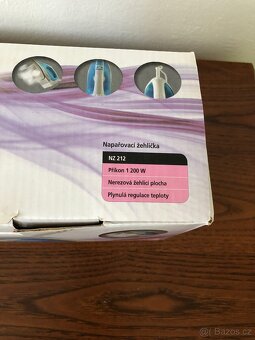 Napařovací žehlička
NZ 212
Příkon 1 200 W
Nerezová žehlicí plocha
Plynulá regulace teploty
Bazos.cz